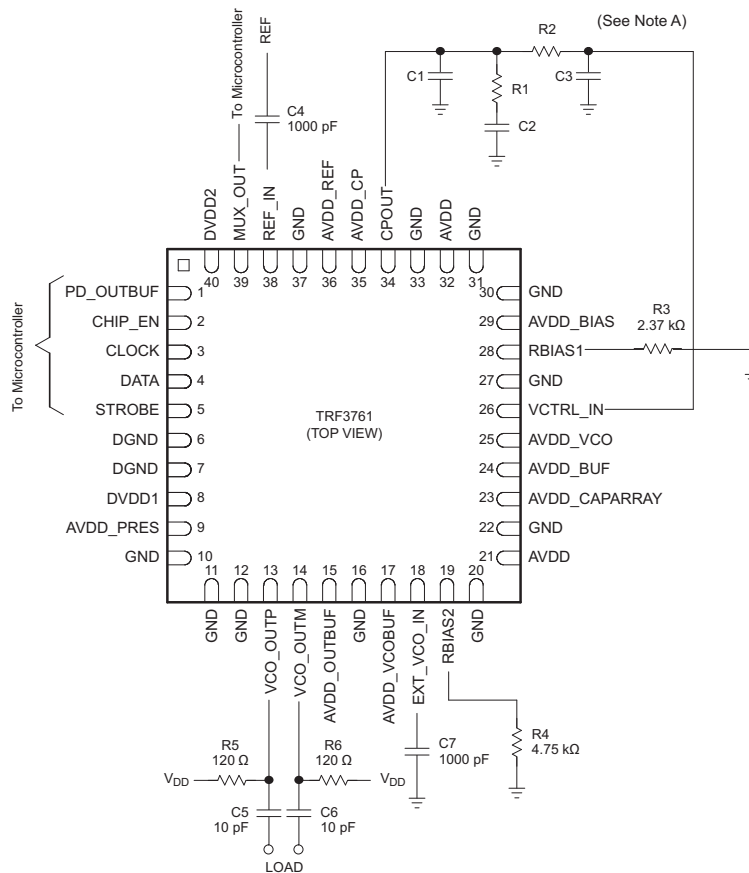 (See Note A)
R2
C1
R1
C3
C2
REF
To Microcontroller
C4
1000 pF
DVDD2
MUX_OUT
REF_IN
GND
AVDD_REF
AVDD_CP
CPOUT
GND
AVDD
GND
40
39
38
37
36
35
34
33
32
31
To Microcontroller
PD_OUTBUF
1
CHIP_EN
2
CLOCK
3
DATA
4
STROBE
5
DGND
6
DGND
7
DVDD1
8
AVDD_PRES
9
GND
10
TRF3761
(TOP VIEW)
30
GND
29
AVDD_BIAS
28
RBIAS1
27
GND
26
VCTRL_IN
25
AVDD_VCO
24
AVDD_BUF
23
AVDD_CAPARRAY
22
GND
21
AVDD
R3
2.37 kΩ
11
12
13
14
15
16
17
18
19
20
GND
GND
VCO_OUTP
VCO_OUTM
AVDD_OUTBUF
GND
AVDD_VCOBUF
EXT_VCO_IN
RBIAS2
GND
R5
120 Ω
R6
120 Ω
VDD
VDD
C5
10 pF
C6
10 pF
LOAD
C7
1000 pF
R4
4.75 kΩ